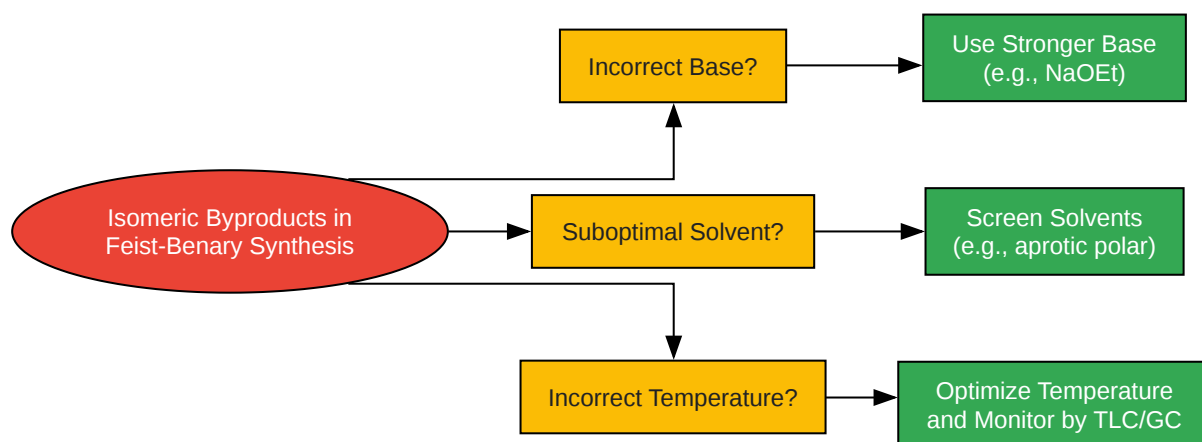 Isomeric Byproducts in
Feist-Benary Synthesis
Incorrect Base?
Use Stronger Base
(e.g., NaOEt)
Suboptimal Solvent?
Screen Solvents
(e.g., aprotic polar)
Incorrect Temperature?
Optimize Temperature
and Monitor by TLC/GC